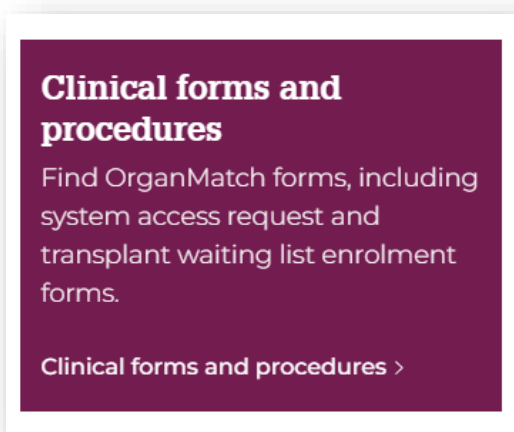 Clinical forms and
procedures
Find OrganMatch forms, including
system access request and
transplant waiting list enrolment
forms.
Clinical forms and procedures >